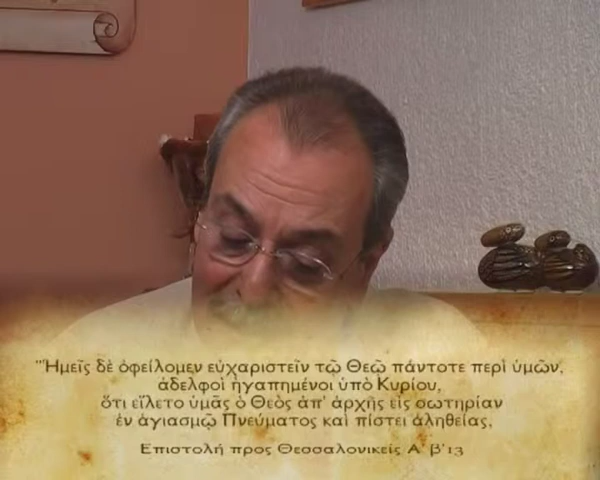 "Ἡμεῖς δὲ ὀφείλομεν εὐχαριστεῖν τῷ Θεῷ πάντοτε περὶ ὑμῶν,
ἀδελφοὶ ἠγαπημένοι ὑπὸ Κυρίου,
ὅτι εἵλετο ὑμᾶς ὁ Θεὸς ἀπ' ἀρχῆς εἰς σωτηρίαν
ἐν ἁγιασμῷ Πνεύματος καὶ πίστει ἀληθείας,
Επιστολή προς Θεσσαλονικείς Α' β'13